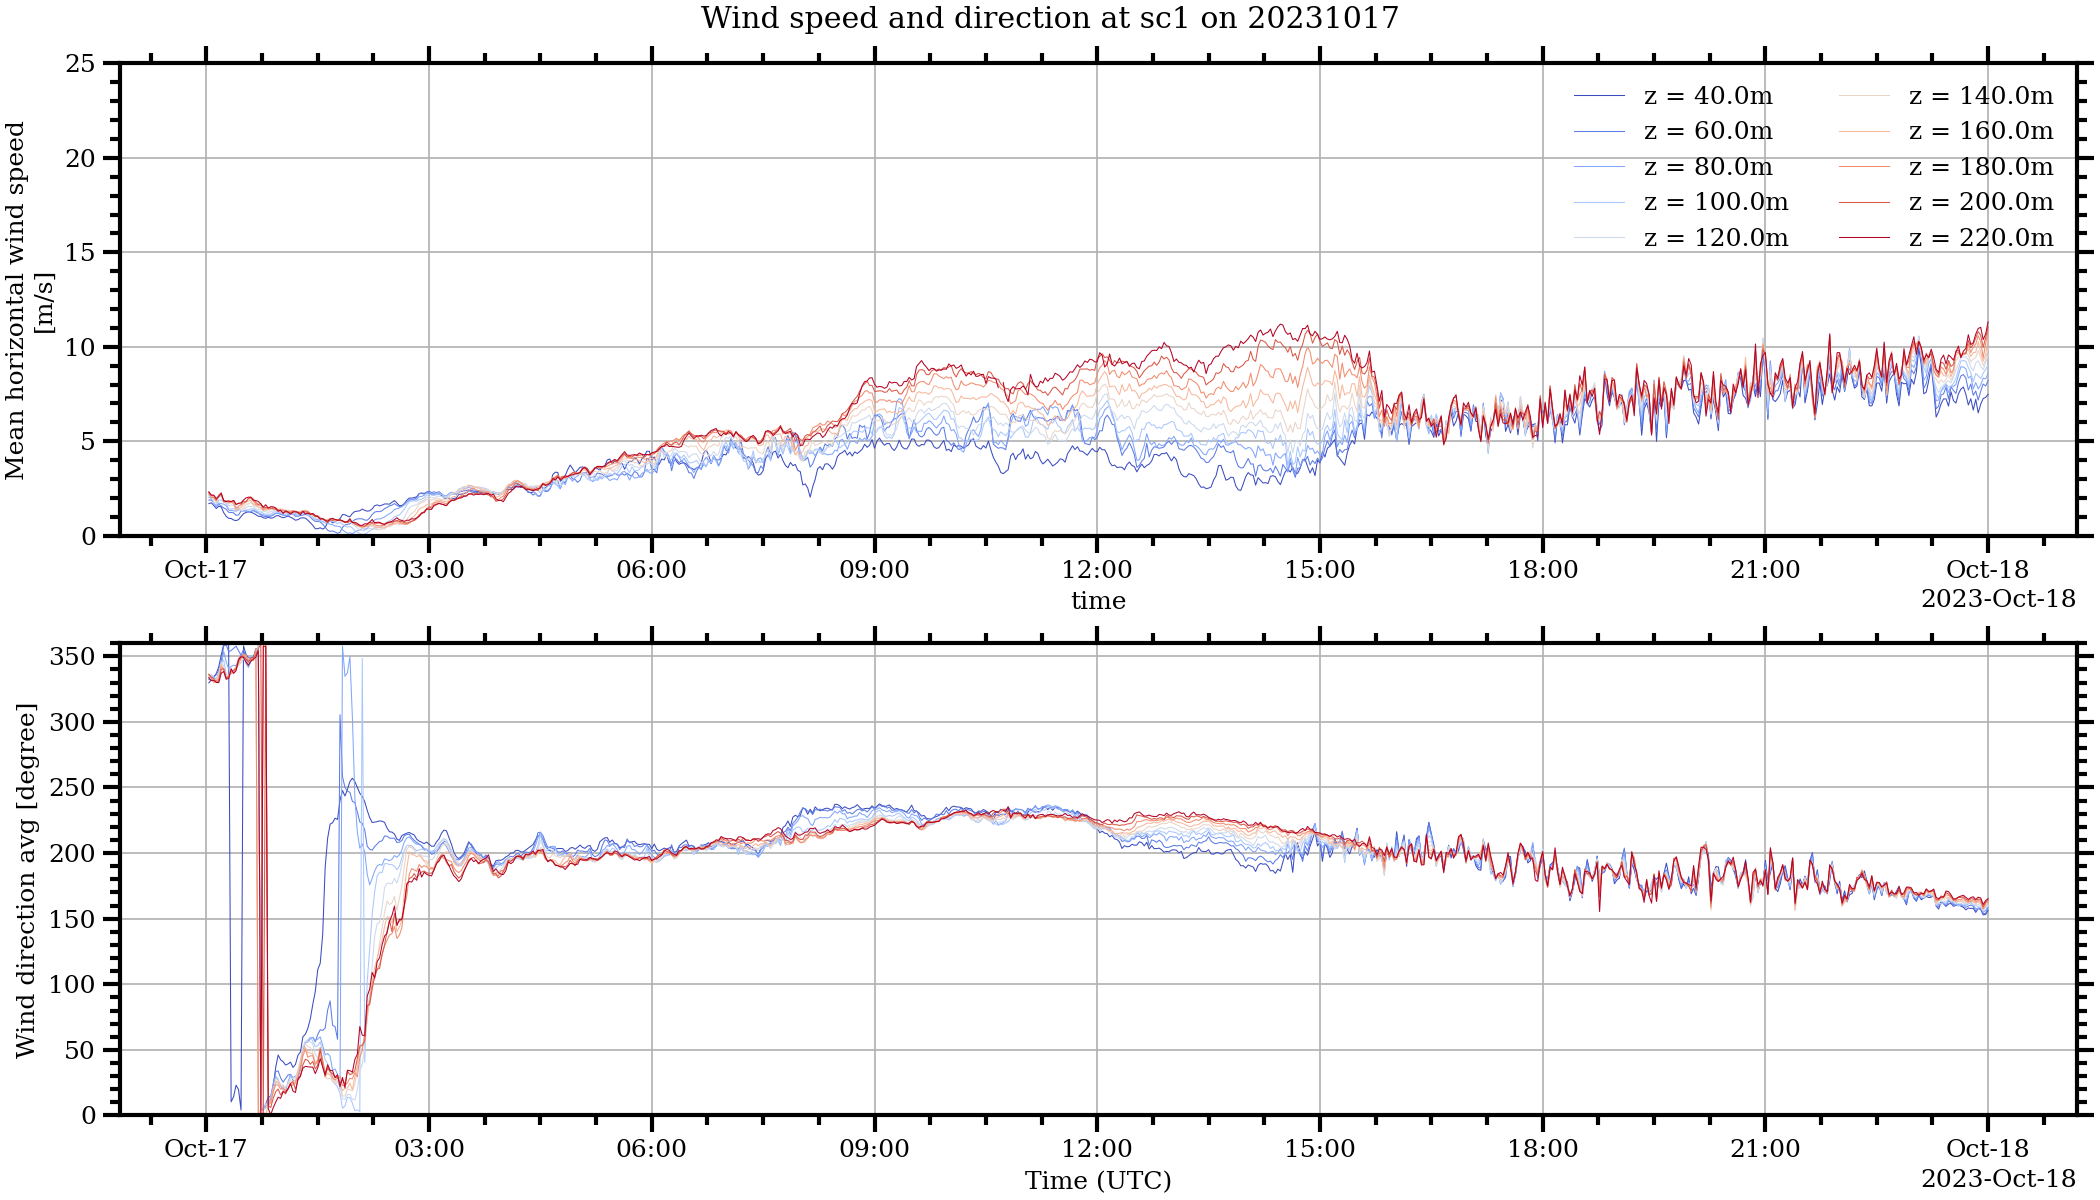 Wind speed and direction at sc1 on 20231017
Mean horizontal wind speed
[m/s]
25
20
15
10
5
0
z = 40.0m
z = 60.0m
z = 80.0m
z = 100.0m
z = 120.0m
z = 140.0m
z = 160.0m
z = 180.0m
z = 200.0m
z = 220.0m
Oct-17 03:00 06:00 09:00 12:00 15:00 18:00 21:00 Oct-18
time
2023-Oct-18
Wind direction avg [degree]
350
300
250
200
150
100
50
0
Oct-17 03:00 06:00 09:00 12:00 15:00 18:00 21:00 Oct-18
Time (UTC)
2023-Oct-18